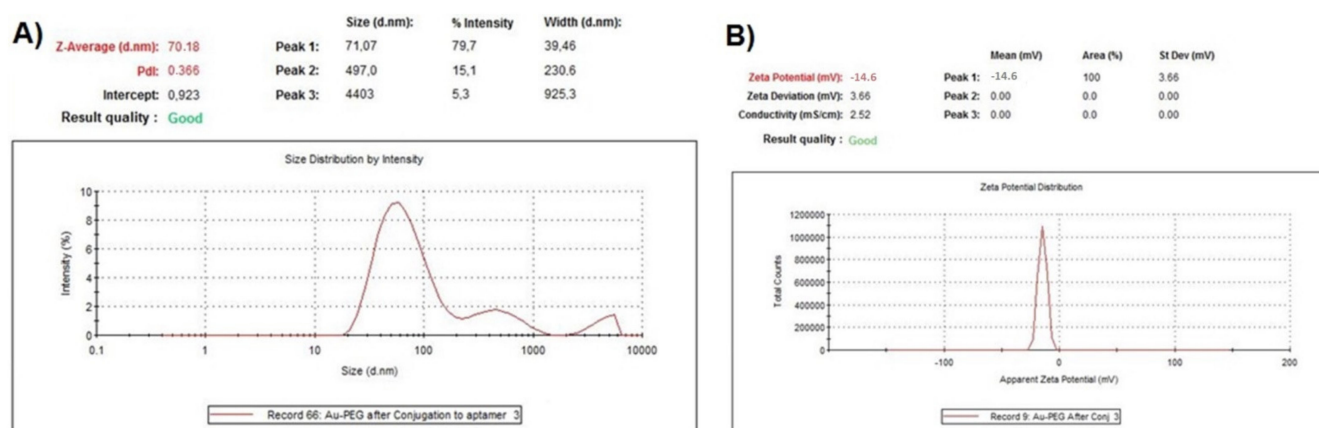 A)
Size (d.nm): % Intensity Width (d.nm):
Z-Average (d.nm): 70.18 Peak 1: 71,07 79,7 39,46
PdI: 0.366 Peak 2: 497,0 15,1 230.6
Intercept: 0,923 Peak 3: 4403 5,3 925,3
Result quality : Good
Size Distribution by Intensity
Intensity (%)
10
8
6
4
2
0
0.1 1 10 100 1000 10000
Size (d.nm)
Record 66: Au-PEG after Conjugation to aptamer 3
B)
Mean (mV) Area (%) St Dev (mV)
Zeta Potential (mV): -14.6 Peak 1: -14.6 100 3.66
Zeta Deviation (mV): 3.66 Peak 2: 0.00 0.0 0.00
Conductivity (mS/cm): 2.52 Peak 3: 0.00 0.0 0.00
Result quality : Good
Zeta Potential Distribution
Total Counts
1200000
1000000
800000
600000
400000
200000
0
-100 0 100 200
Apparent Zeta Potential (mV)
Record 9: Au-PEG After Conj 3